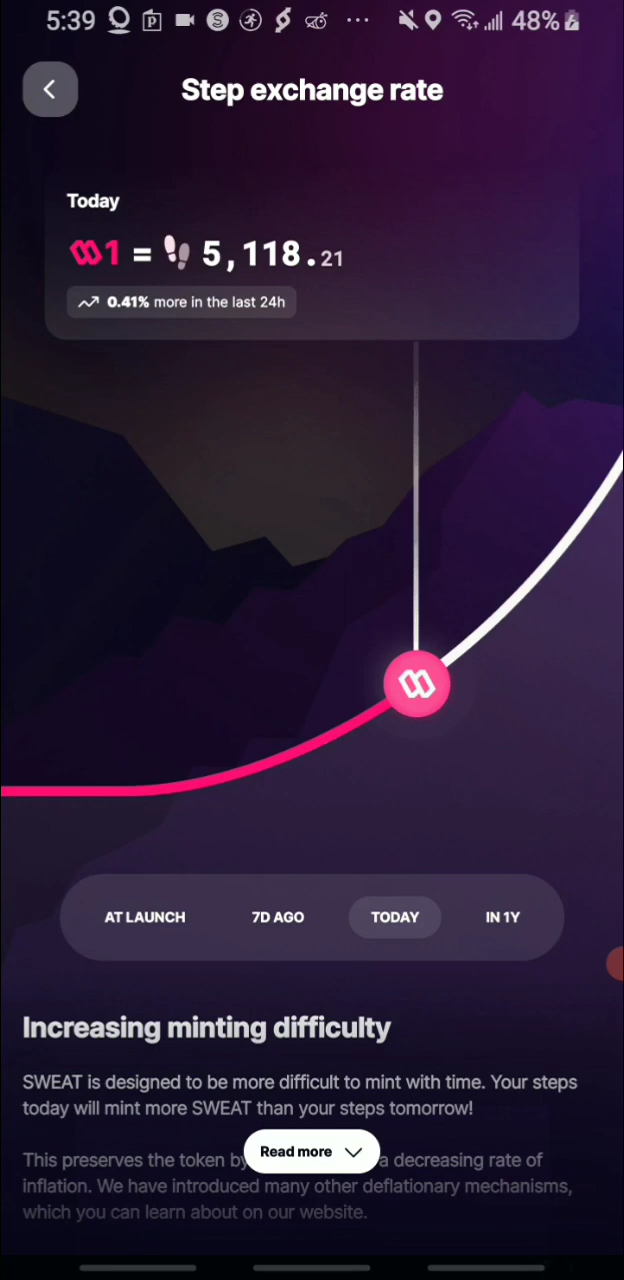 5:39
48%
Step exchange rate
Today
1 = 5,118.21
0.41% more in the last 24h
AT LAUNCH 7D AGO TODAY IN 1Y
Increasing minting difficulty
SWEAT is designed to be more difficult to mint with time. Your steps
today will mint more SWEAT than your steps tomorrow!
Read more
This preserves the token by a decreasing rate of
inflation. We have introduced many other deflationary mechanisms,
which you can learn about on our website.